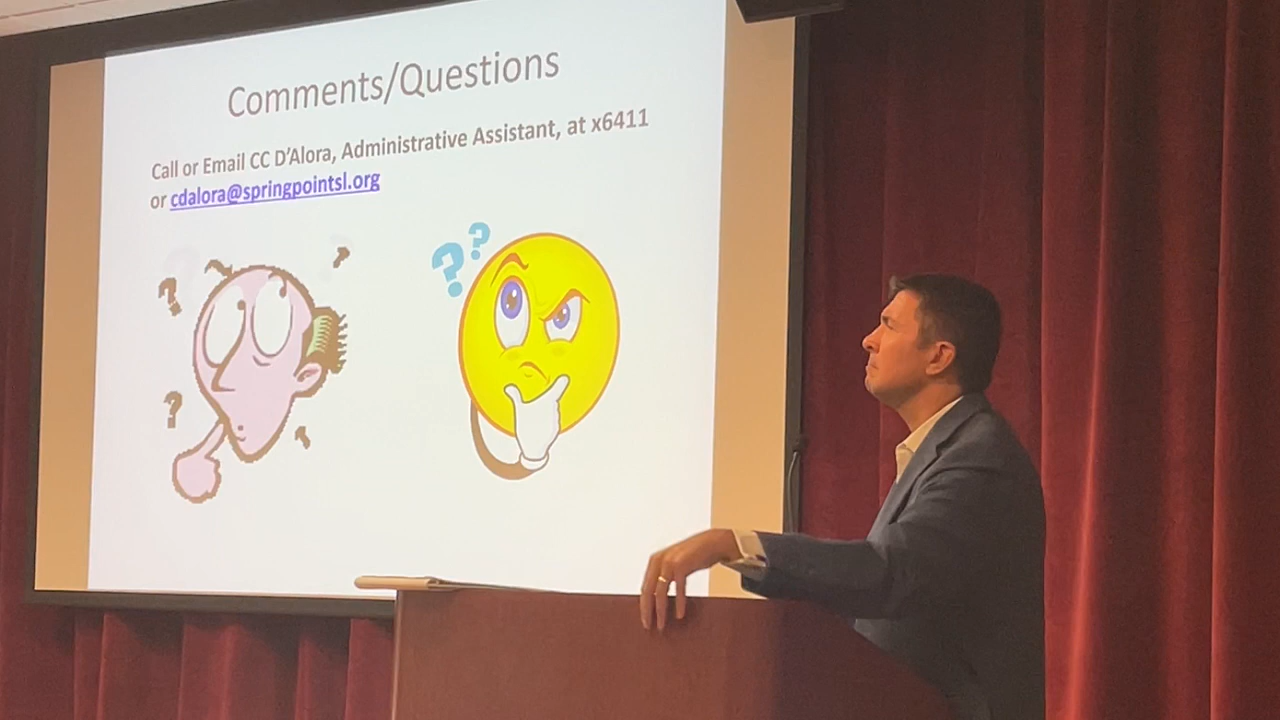 Comments/Questions
Call or Email CC D'Alora, Administrative Assistant, at x6411
or cdalora@springpointsl.org
? ?
?
?
? ?
?